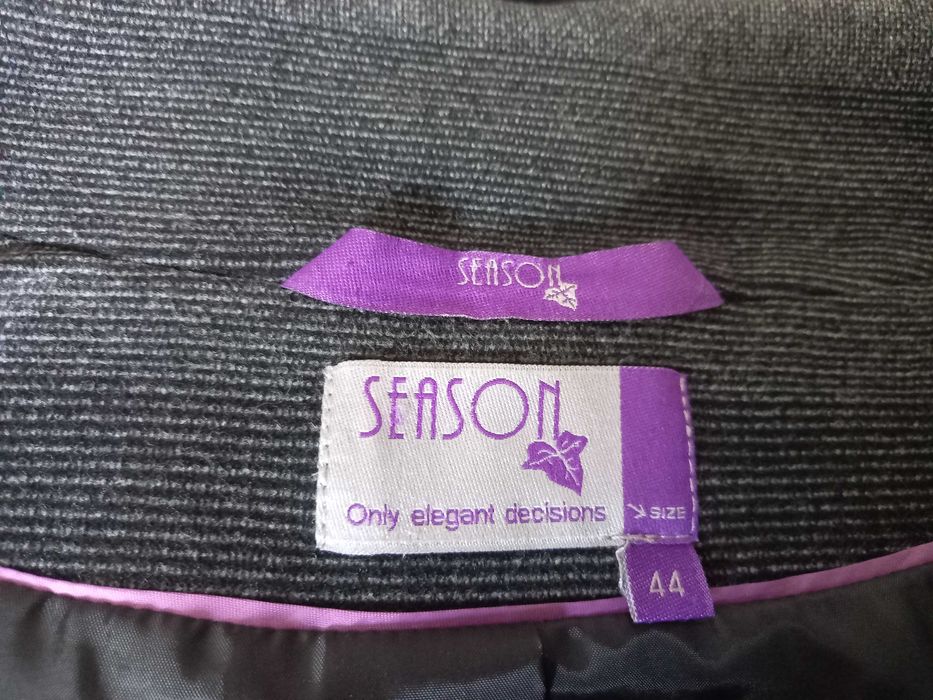 SEASON
SEASON
Only elegant decisions
SIZE
44